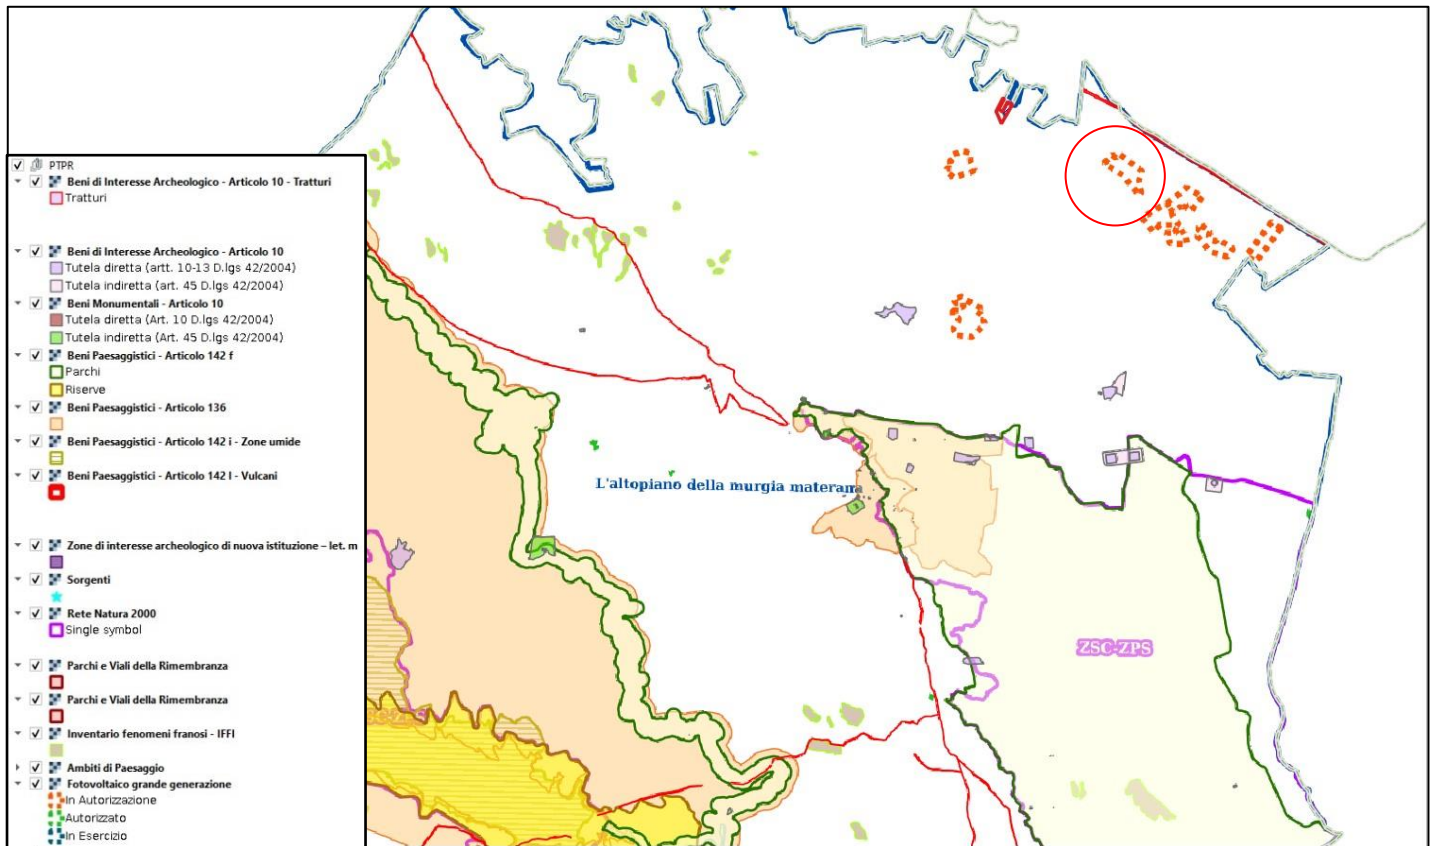 PTPR
Beni di Interesse Archeologico - Articolo 10 - Tratturi
Tratturi
Beni di Interesse Archeologico - Articolo 10
Tutela diretta (artt. 10-13 D.lgs 42/2004)
Tutela indiretta (art. 45 D.lgs 42/2004)
Beni Monumentali - Articolo 10
Tutela diretta (Art. 10 D.lgs 42/2004)
Tutela indiretta (Art. 45 D.lgs 42/2004)
Beni Paesaggistici - Articolo 142 f
Parchi
Riserve
Beni Paesaggistici - Articolo 136
Beni Paesaggistici - Articolo 142 i - Zone umide
Beni Paesaggistici - Articolo 142 l - Vulcani
Zone di interesse archeologico di nuova istituzione – let. m
Sorgenti
Rete Natura 2000
Single symbol
Parchi e Viali della Rimembranza
Parchi e Viali della Rimembranza
Inventario fenomeni franosi - IFFI
Ambiti di Paesaggio
Fotovoltaico grande generazione
In Autorizzazione
Autorizzato
In Esercizio
L'altopiano della murgia materana
ZSC-ZPS